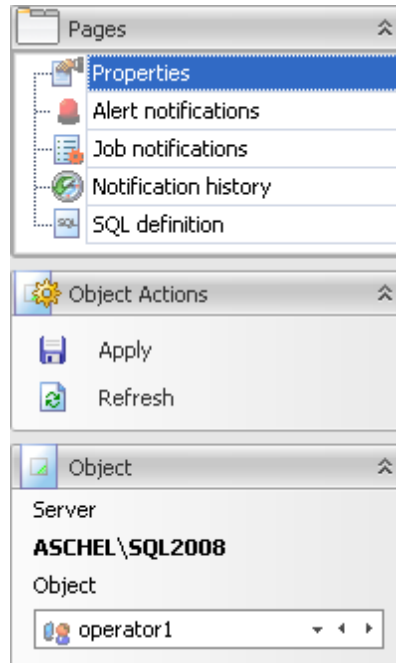 Pages
Properties
Alert notifications
Job notifications
Notification history
SQL definition
Object Actions
Apply
Refresh
Object
Server
ASCHEL\SQL2008
Object
operator1